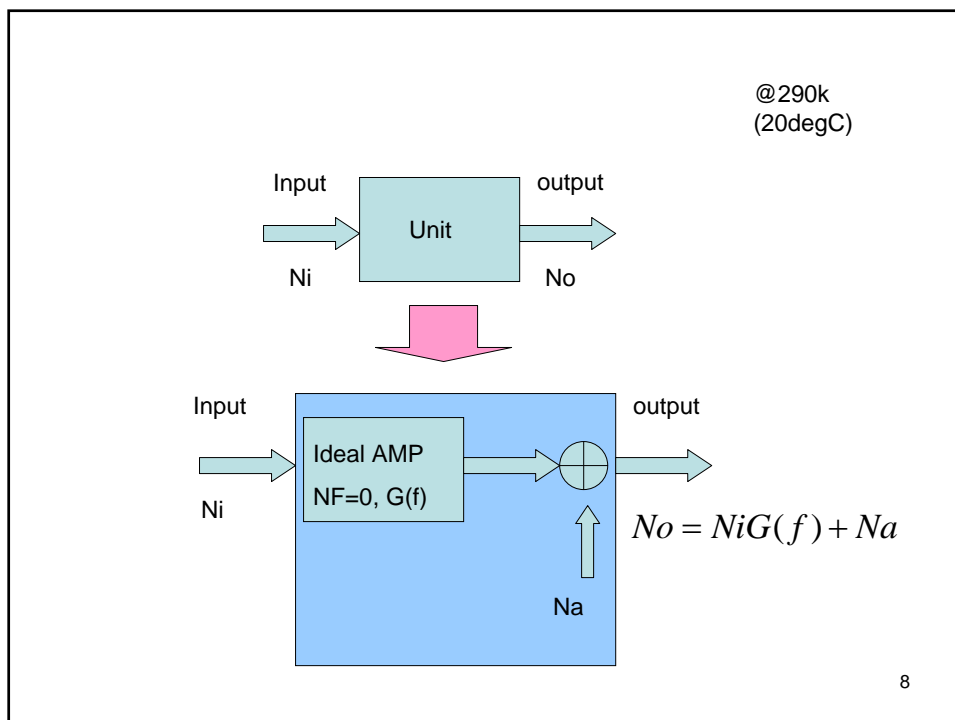 @290k
(20degC)
Input
output
Unit
Ni
No
Input
output
Ideal AMP
NF=0, G(f)
Ni
No = NiG(f) + Na
Na
8